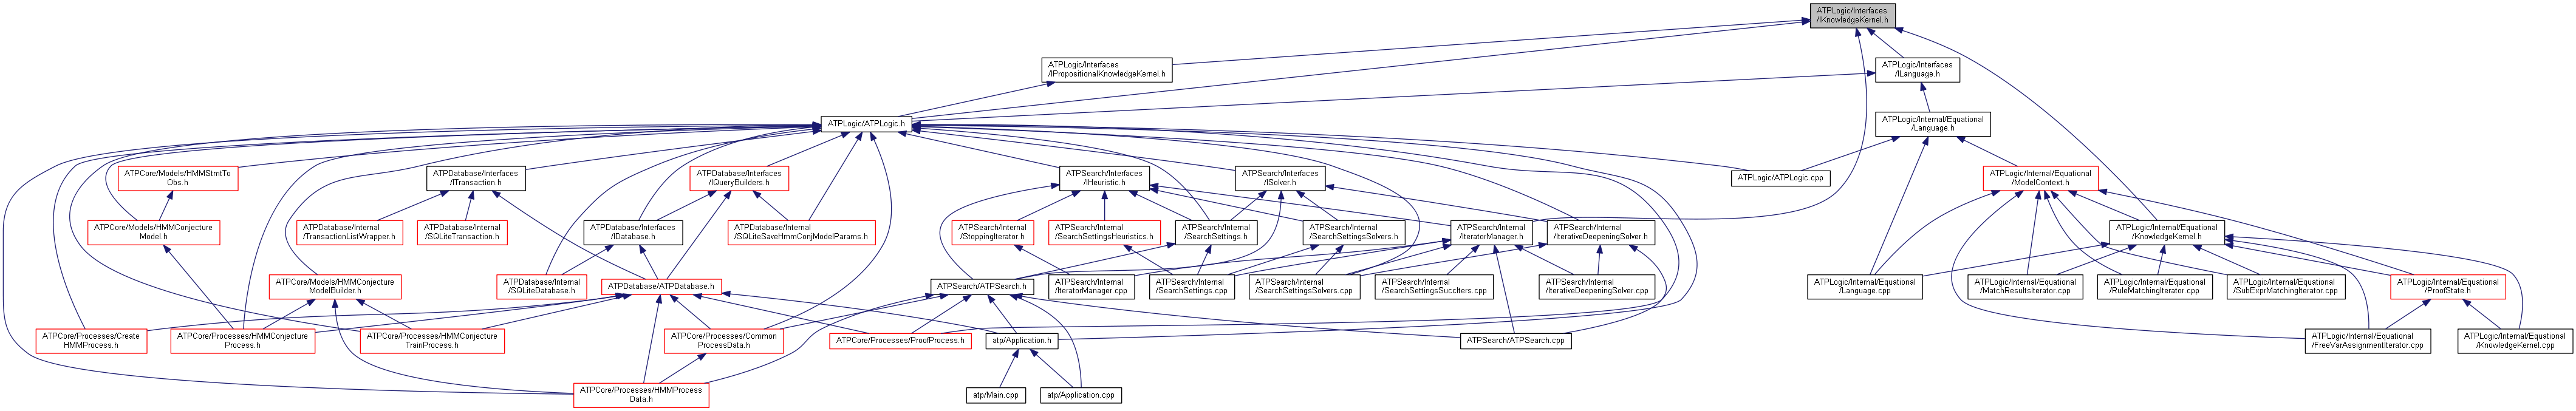 ATPLogic/Interfaces
/IKnowledgeKernel.h
ATPLogic/Interfaces
/IPropositionalKnowledgeKernel.h
ATPLogic/Interfaces
/ILanguage.h
ATPLogic/ATPLogic.h
ATPLogic/Internal/Equational
/Language.h
ATPCore/Models/HMMStmtTo
Obs.h
ATPDatabase/Interfaces
/ITransaction.h
ATPDatabase/Interfaces
/IQueryBuilders.h
ATPSearch/Interfaces
/IHeuristic.h
ATPSearch/Interfaces
/ISolver.h
ATPLogic/ATPLogic.cpp
ATPLogic/Internal/Equational
/ModelContext.h
ATPCore/Models/HMMConjecture
Model.h
ATPDatabase/Internal
/TransactionListWrapper.h
ATPDatabase/Internal
/SQLiteTransaction.h
ATPDatabase/Interfaces
/IDatabase.h
ATPDatabase/Internal
/SQLiteSaveHmmConjModelParams.h
ATPSearch/Internal
/StoppingIterator.h
ATPSearch/Internal
/SearchSettingsHeuristics.h
ATPSearch/Internal
/SearchSettings.h
ATPSearch/Internal
/SearchSettingsSolvers.h
ATPSearch/Internal
/IteratorManager.h
ATPSearch/Internal
/IterativeDeepeningSolver.h
ATPLogic/Internal/Equational
/KnowledgeKernel.h
ATPCore/Models/HMMConjecture
ModelBuilder.h
ATPDatabase/Internal
/SQLiteDatabase.h
ATPDatabase/ATPDatabase.h
ATPSearch/ATPSearch.h
ATPSearch/Internal
/IteratorManager.cpp
ATPSearch/Internal
/SearchSettings.cpp
ATPSearch/Internal
/SearchSettingsSolvers.cpp
ATPSearch/Internal
/SearchSettingsSuccIters.cpp
ATPSearch/Internal
/IterativeDeepeningSolver.cpp
ATPLogic/Internal/Equational
/Language.cpp
ATPLogic/Internal/Equational
/MatchResultsIterator.cpp
ATPLogic/Internal/Equational
/RuleMatchingIterator.cpp
ATPLogic/Internal/Equational
/SubExprMatchingIterator.cpp
ATPLogic/Internal/Equational
/ProofState.h
ATPCore/Processes/Create
HMMProcess.h
ATPCore/Processes/HMMConjecture
Process.h
ATPCore/Processes/HMMConjecture
TrainProcess.h
ATPCore/Processes/Common
ProcessData.h
ATPCore/Processes/ProofProcess.h
atp/Application.h
ATPSearch/ATPSearch.cpp
ATPLogic/Internal/Equational
/FreeVarAssignmentIterator.cpp
ATPLogic/Internal/Equational
/KnowledgeKernel.cpp
ATPCore/Processes/HMMProcess
Data.h
atp/Main.cpp
atp/Application.cpp